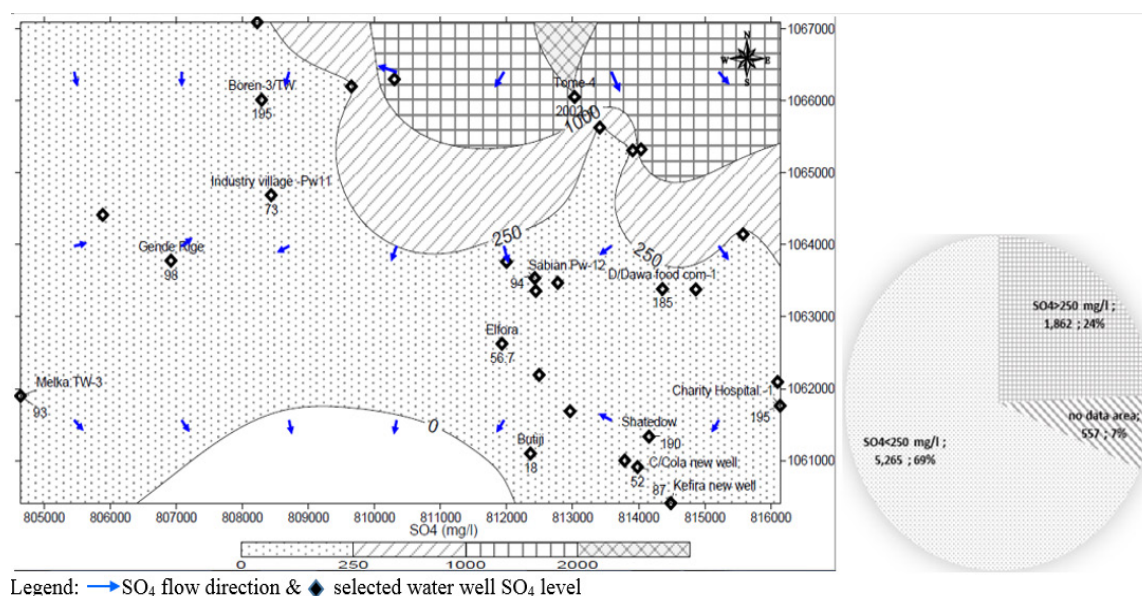 1067000
N
W E
S
1066000
Boren-3/TW
195
Tome-4
1000
1065000
Industry village -Pw11
73
1064000
250
250
Gende Rige
98
Sabian Pw-12
94
D/Dawa food com-1
185
1063000
Elfora
56.7
1062000
Melka TW-3
93
Charity Hospital -1
195
0
Shatedow
190
Butiji
18
1061000
C/Cola new well
52
87 Kefira new well
805000 806000 807000 808000 809000 810000 811000 812000 813000 814000 815000 816000
SO4 (mg/l)
0 250 1000 2000
SO4>250 mg/l ;
1,862 ; 24%
no data area;
557 ; 7%
SO4<250 mg/l ;
5,265 ; 69%
Legend: SO₄ flow direction & selected water well SO₄ level